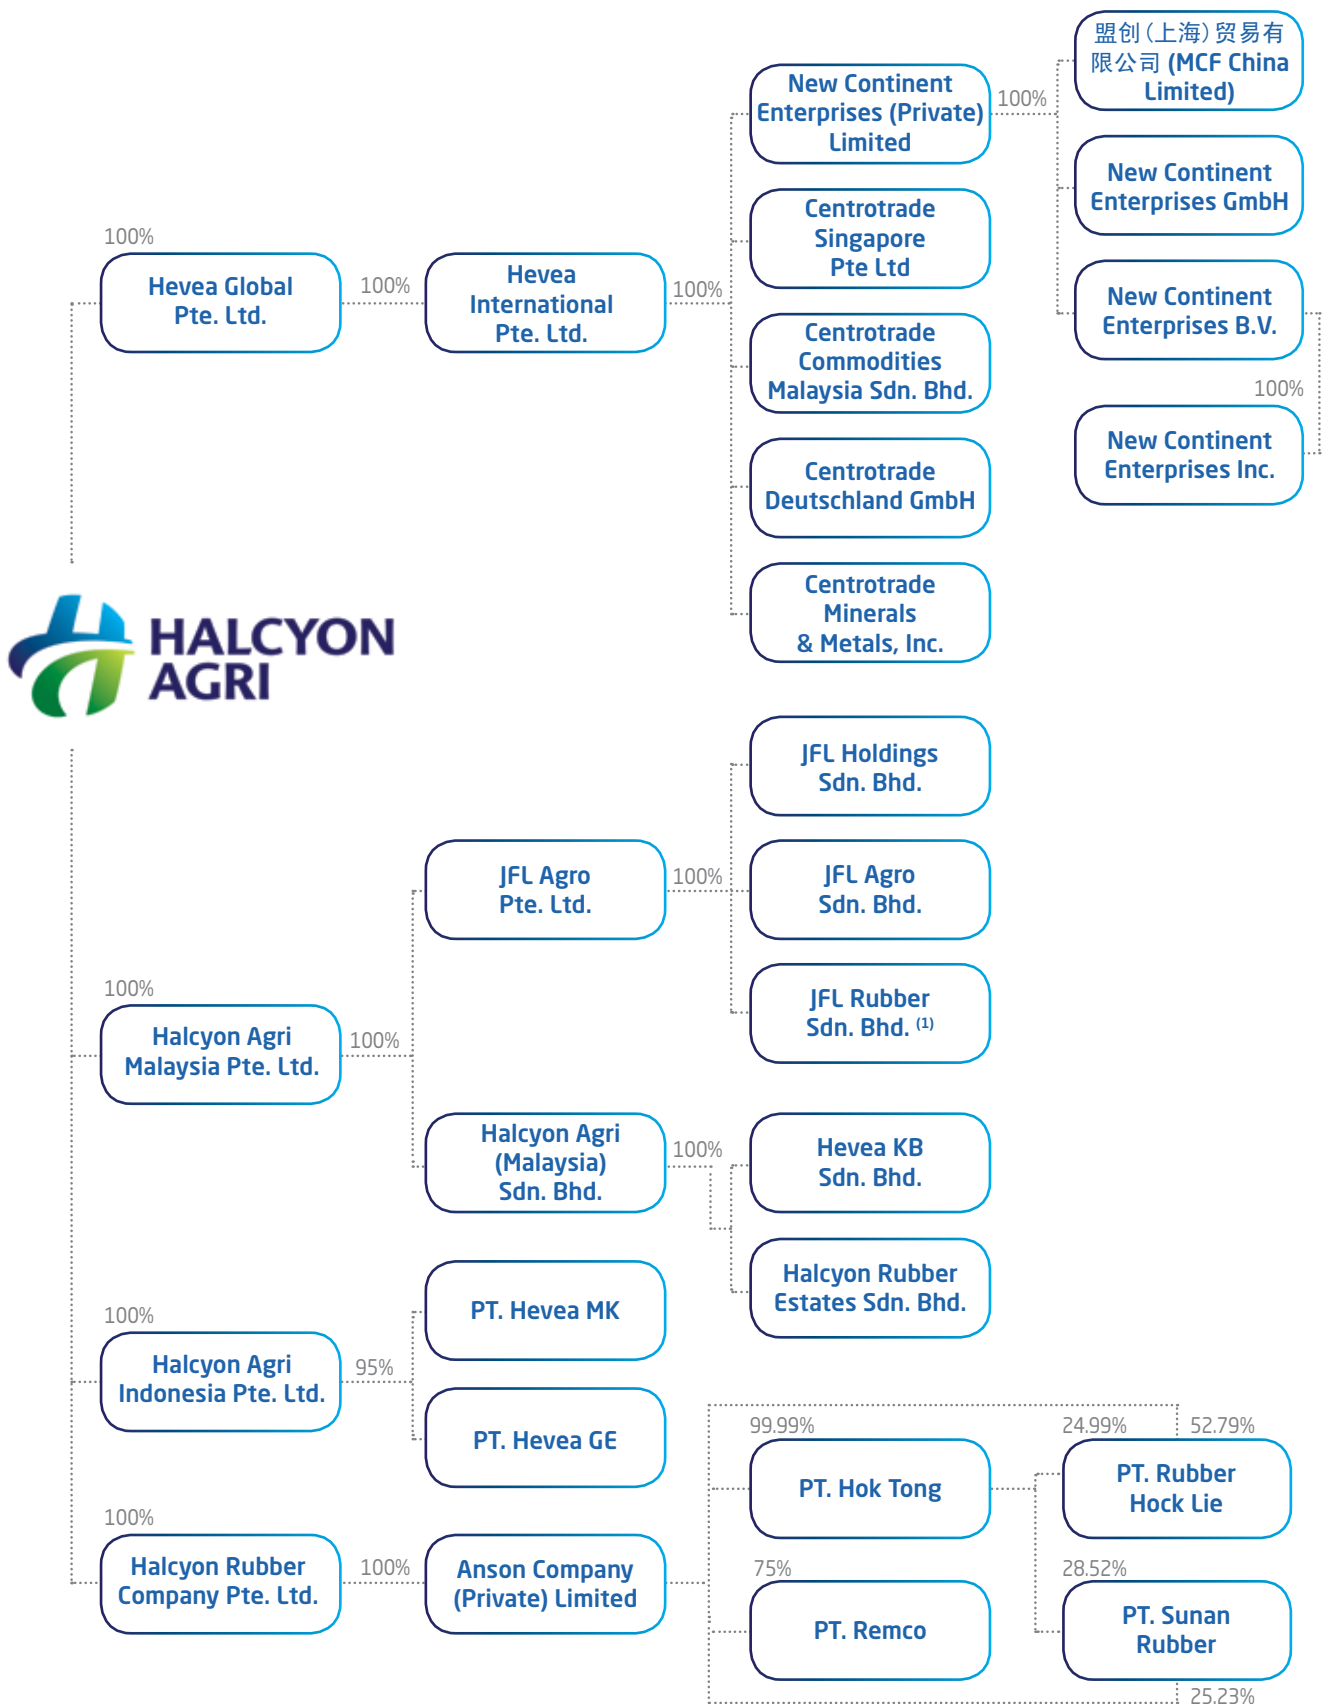 盟创（上海）贸易有
限公司 (MCF China
Limited)
New Continent
Enterprises (Private)
Limited
100%
New Continent
Enterprises GmbH
Centrotrade
Singapore
Pte Ltd
100%
Hevea Global
Pte. Ltd.
100%
Hevea
International
Pte. Ltd.
100%
New Continent
Enterprises B.V.
Centrotrade
Commodities
Malaysia Sdn. Bhd.
100%
New Continent
Enterprises Inc.
Centrotrade
Deutschland GmbH
Centrotrade
Minerals
& Metals, Inc.
HALCYON
AGRI
JFL Holdings
Sdn. Bhd.
JFL Agro
Pte. Ltd.
100%
JFL Agro
Sdn. Bhd.
100%
Halcyon Agri
Malaysia Pte. Ltd.
100%
JFL Rubber
Sdn. Bhd. (1)
Halcyon Agri
(Malaysia)
Sdn. Bhd.
100%
Hevea KB
Sdn. Bhd.
Halcyon Rubber
Estates Sdn. Bhd.
PT. Hevea MK
100%
Halcyon Agri
Indonesia Pte. Ltd.
95%
PT. Hevea GE
99.99%
24.99%
52.79%
PT. Hok Tong
PT. Rubber
Hock Lie
100%
Halcyon Rubber
Company Pte. Ltd.
100%
Anson Company
(Private) Limited
75%
28.52%
PT. Remco
PT. Sunan
Rubber
25.23%